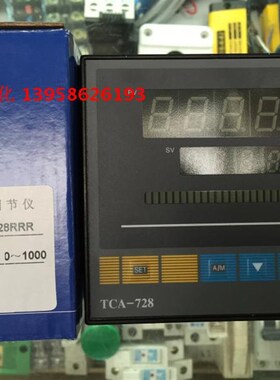 13958626193
SV
节仪
28RRR
0～1000
SET
A/M
TCA-728